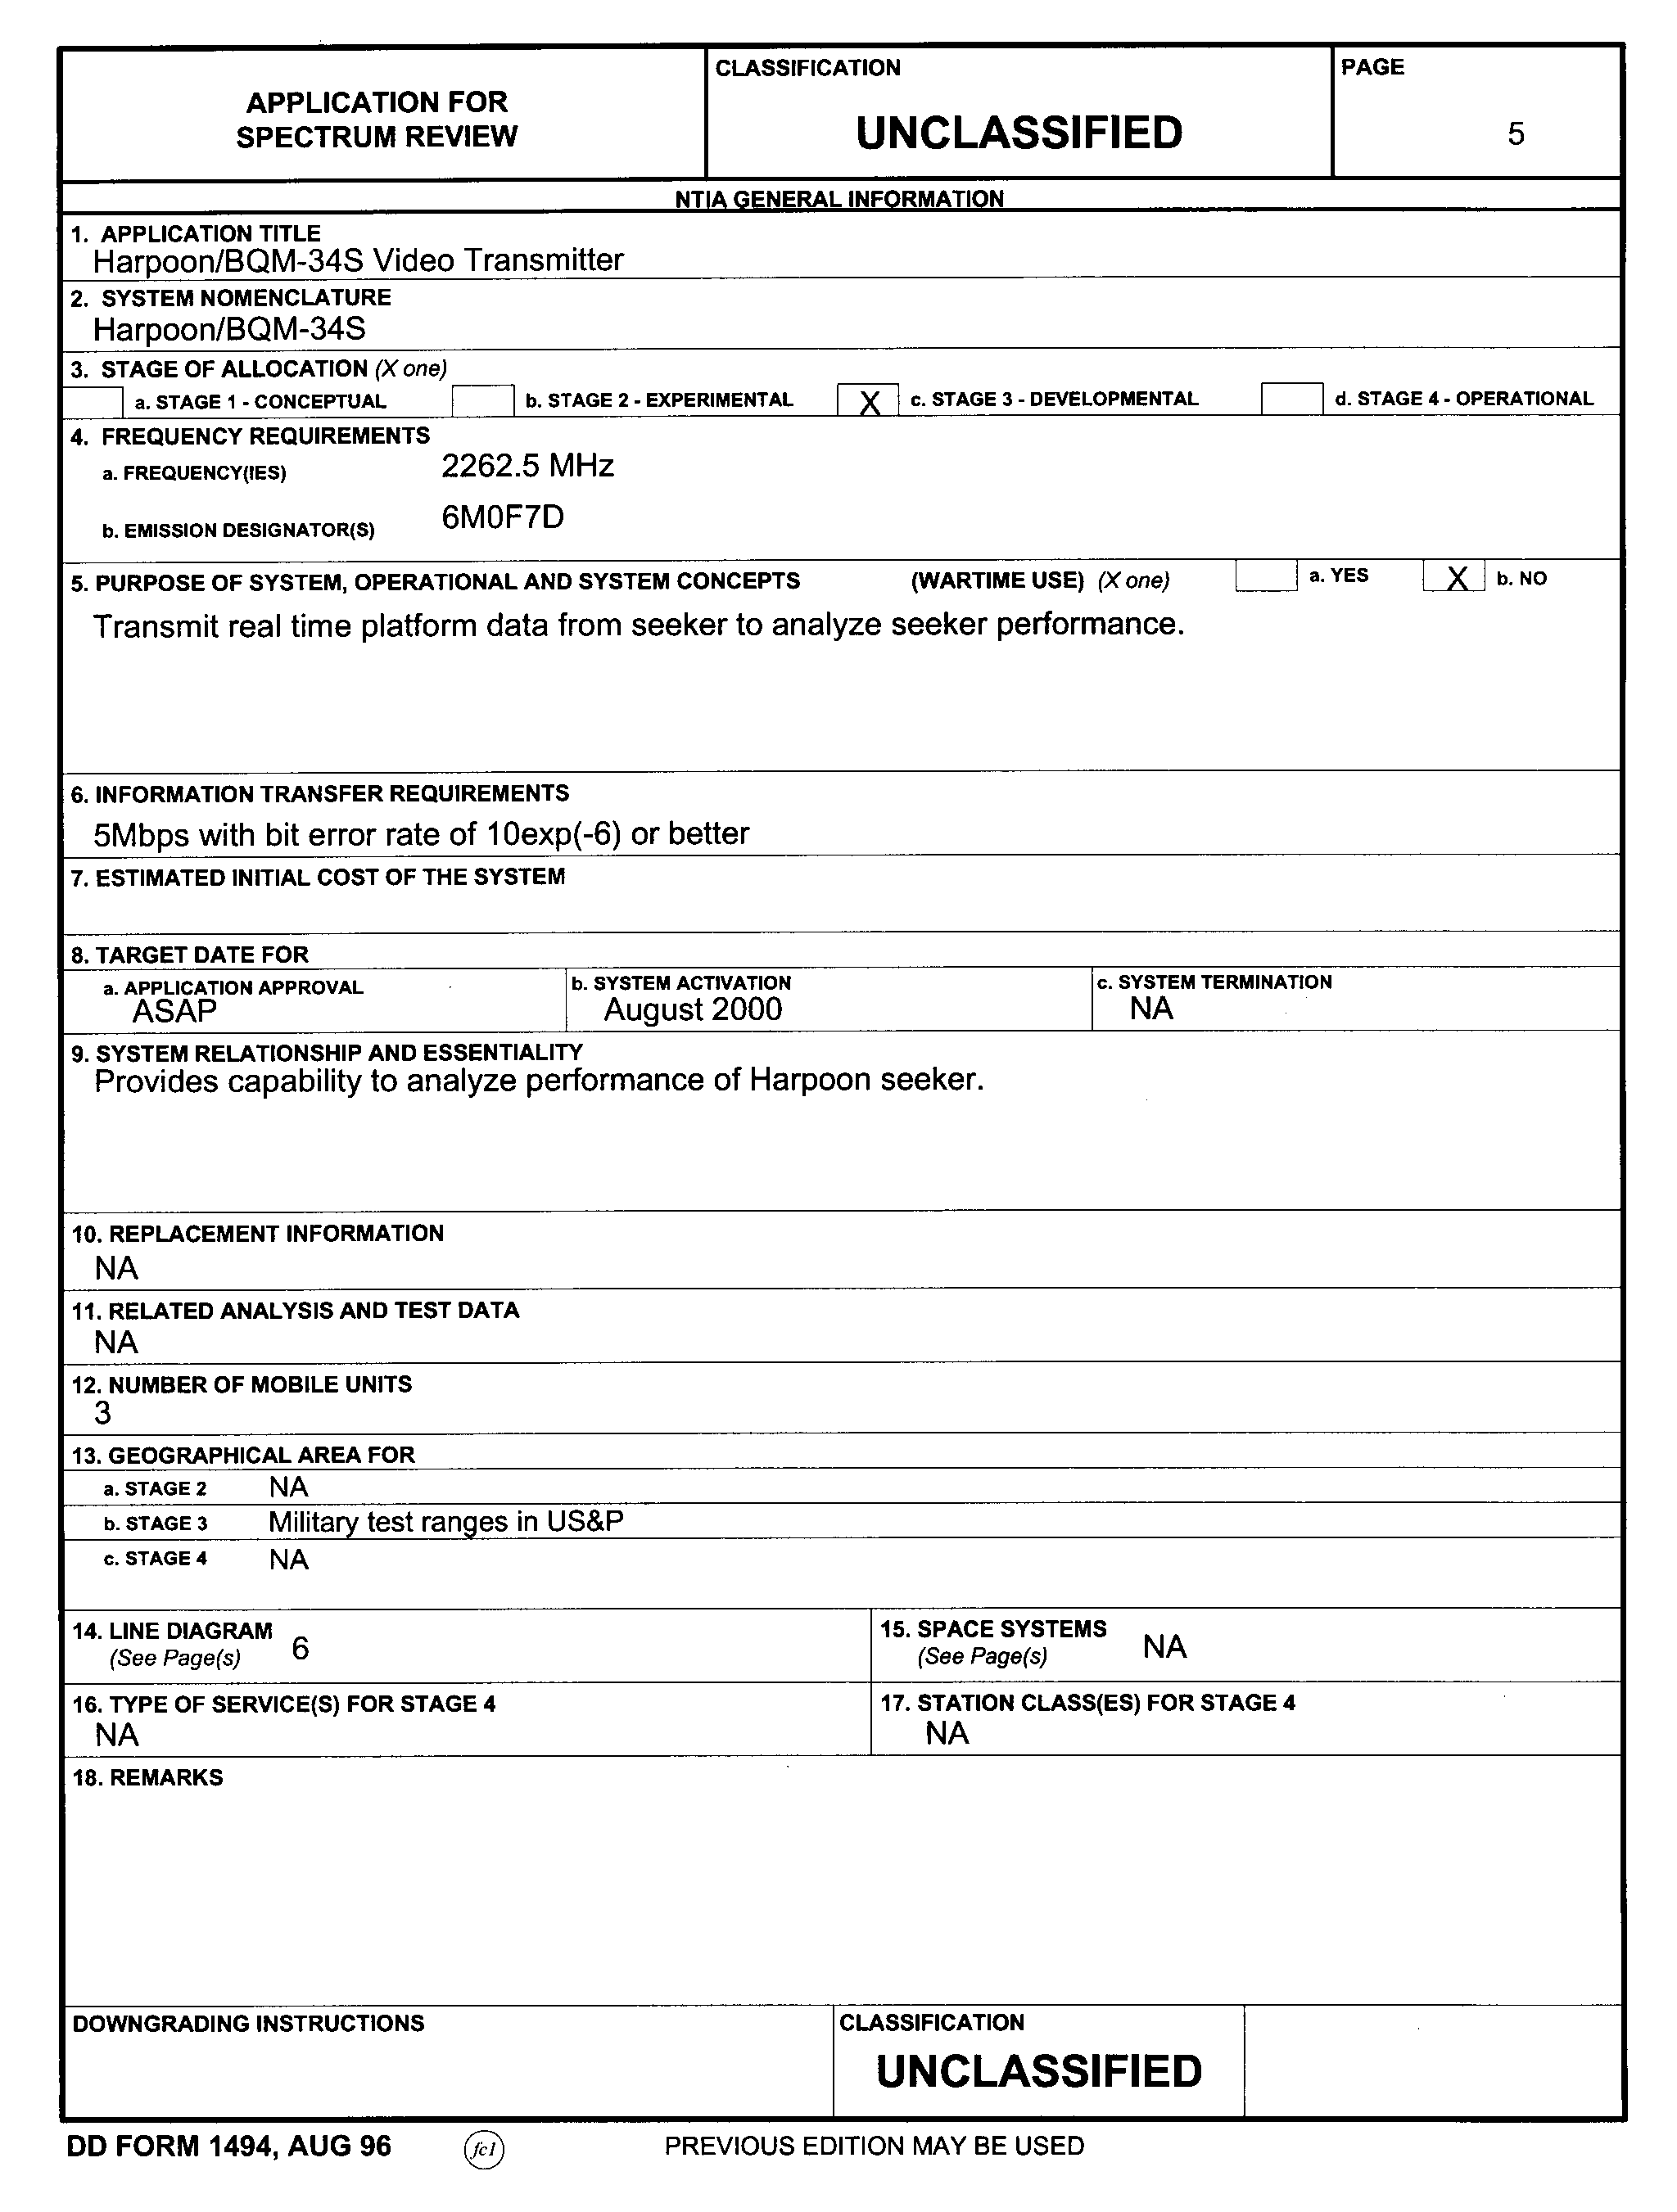 APPLICATION FOR
SPECTRUM REVIEW
CLASSIFICATION
UNCLASSIFIED
PAGE
5
NTIA GENERAL INFORMATION
1. APPLICATION TITLE
Harpoon/BQM-34S Video Transmitter
2. SYSTEM NOMENCLATURE
Harpoon/BQM-34S
3. STAGE OF ALLOCATION (X one)
a. STAGE 1 - CONCEPTUAL b. STAGE 2 - EXPERIMENTAL X c. STAGE 3 - DEVELOPMENTAL d. STAGE 4 - OPERATIONAL
4. FREQUENCY REQUIREMENTS
a. FREQUENCY(IES) 2262.5 MHz
b. EMISSION DESIGNATOR(S) 6M0F7D
5. PURPOSE OF SYSTEM, OPERATIONAL AND SYSTEM CONCEPTS (WARTIME USE) (X one) a. YES X b. NO
Transmit real time platform data from seeker to analyze seeker performance.
6. INFORMATION TRANSFER REQUIREMENTS
5Mbps with bit error rate of 10exp(-6) or better
7. ESTIMATED INITIAL COST OF THE SYSTEM
8. TARGET DATE FOR
a. APPLICATION APPROVAL
ASAP
b. SYSTEM ACTIVATION
August 2000
c. SYSTEM TERMINATION
NA
9. SYSTEM RELATIONSHIP AND ESSENTIALITY
Provides capability to analyze performance of Harpoon seeker.
10. REPLACEMENT INFORMATION
NA
11. RELATED ANALYSIS AND TEST DATA
NA
12. NUMBER OF MOBILE UNITS
3
13. GEOGRAPHICAL AREA FOR
a. STAGE 2 NA
b. STAGE 3 Military test ranges in US&P
c. STAGE 4 NA
14. LINE DIAGRAM
(See Page(s) 6
15. SPACE SYSTEMS
(See Page(s) NA
16. TYPE OF SERVICE(S) FOR STAGE 4
NA
17. STATION CLASS(ES) FOR STAGE 4
NA
18. REMARKS
DOWNGRADING INSTRUCTIONS
CLASSIFICATION
UNCLASSIFIED
DD FORM 1494, AUG 96 fc1 PREVIOUS EDITION MAY BE USED